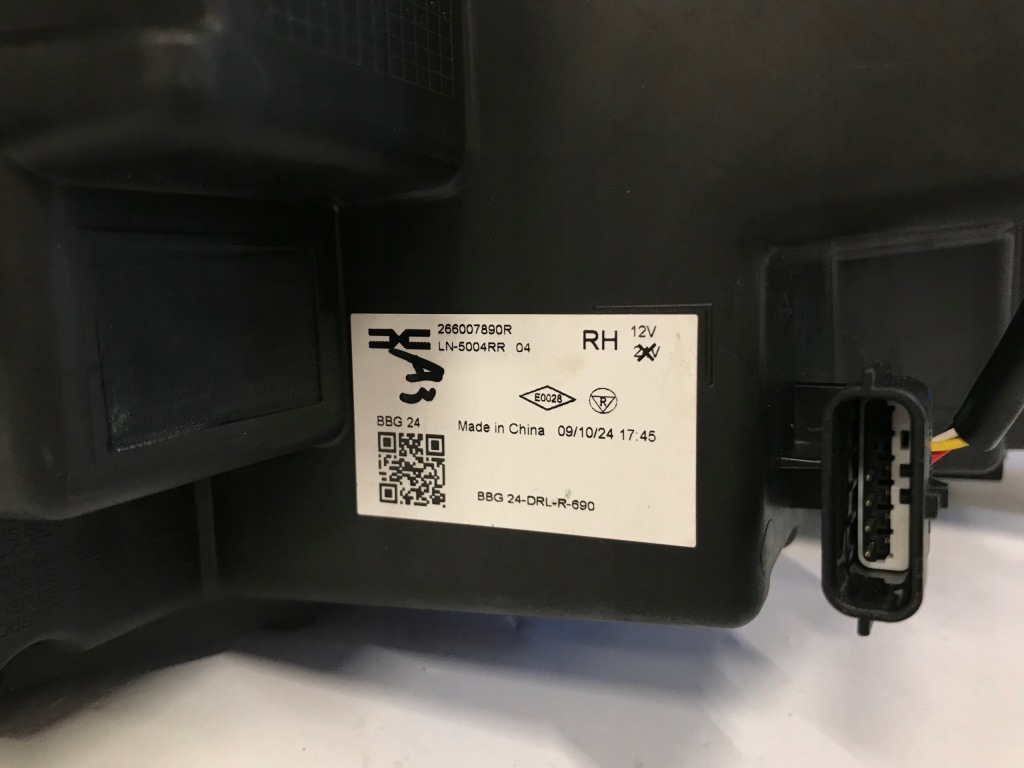 266007890R
LN-5004RR 04
RH
12V
24V
A3
E0028
R
BBG 24
Made in China 09/10/24 17:45
BBG 24-DRL-R-690